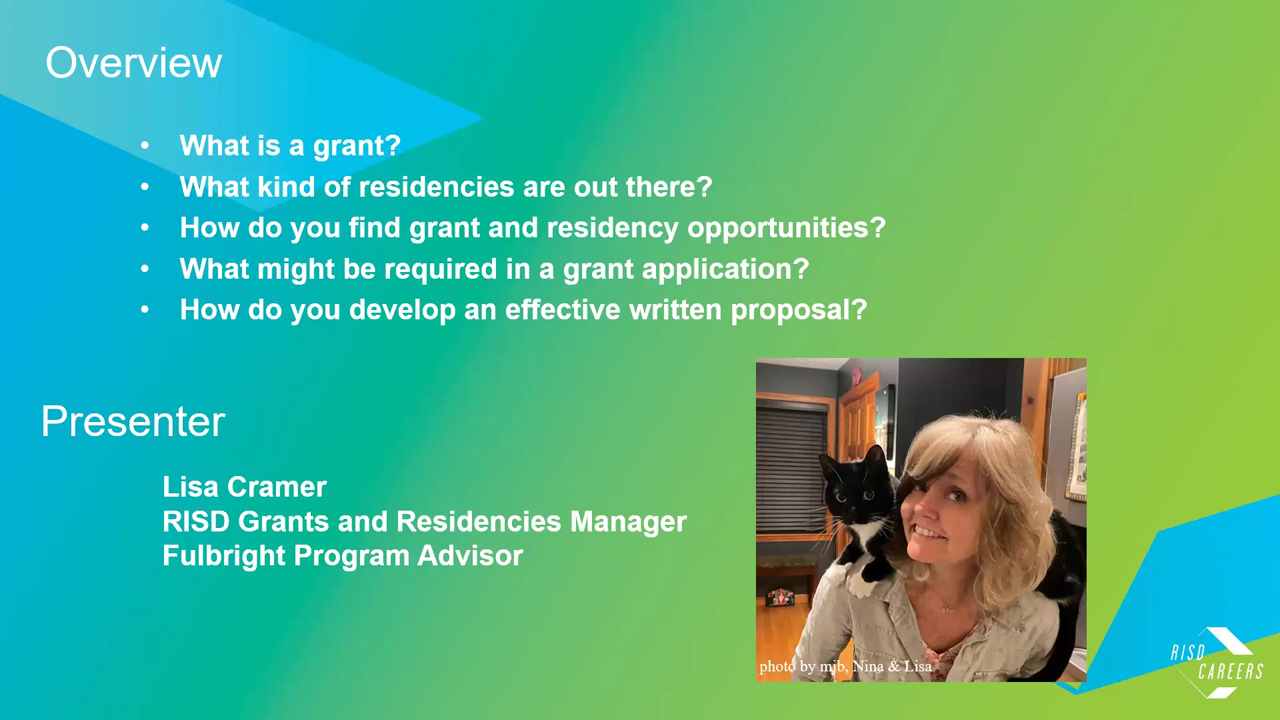 Overview
• What is a grant?
• What kind of residencies are out there?
• How do you find grant and residency opportunities?
• What might be required in a grant application?
• How do you develop an effective written proposal?
Presenter
Lisa Cramer
RISD Grants and Residencies Manager
Fulbright Program Advisor
photo by mjb, Nina & Lisa
RISD
CAREERS